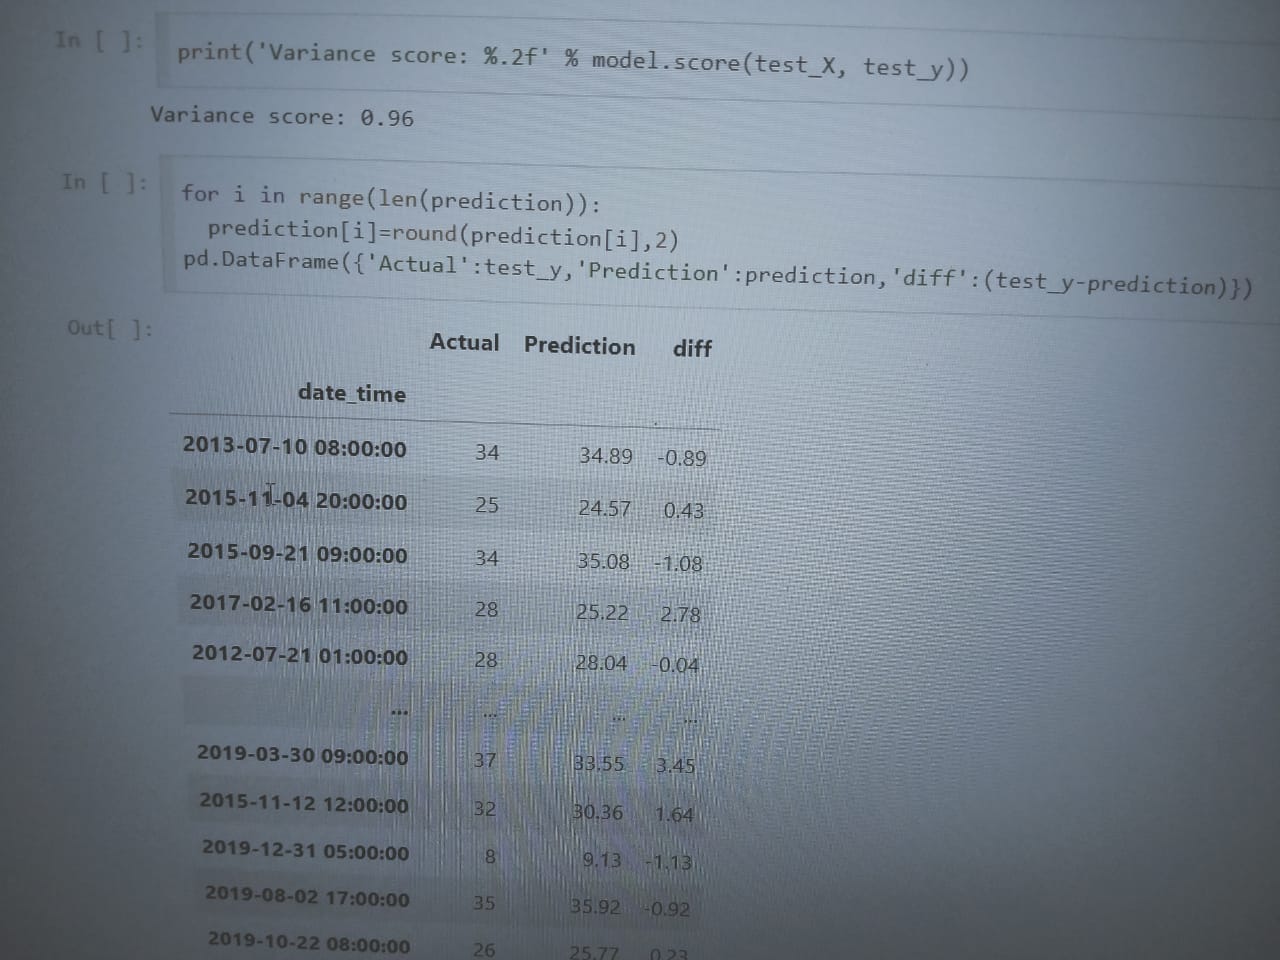 In [ ]: print('Variance score: %.2f' % model.score(test_X, test_y))
Variance score: 0.96
In [ ]: for i in range(len(prediction)):
prediction[i]=round(prediction[i],2)
pd.DataFrame({'Actual':test_y,'Prediction':prediction,'diff':(test_y-prediction)})
Out[ ]:
Actual Prediction diff
date_time
2013-07-10 08:00:00 34 34.89 -0.89
2015-11-04 20:00:00 25 24.57 0.43
2015-09-21 09:00:00 34 35.08 -1.08
2017-02-16 11:00:00 28 25.22 2.78
2012-07-21 01:00:00 28 28.04 -0.04
... ... ... ...
2019-03-30 09:00:00 37 33.55 3.45
2015-11-12 12:00:00 32 30.36 1.64
2019-12-31 05:00:00 8 9.13 -1.13
2019-08-02 17:00:00 35 35.92 -0.92
2019-10-22 08:00:00 26 25.77 0.23